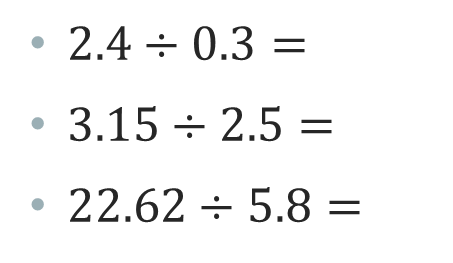 • 2.4 ÷ 0.3 =
• 3.15 ÷ 2.5 =
• 22.62 ÷ 5.8 =